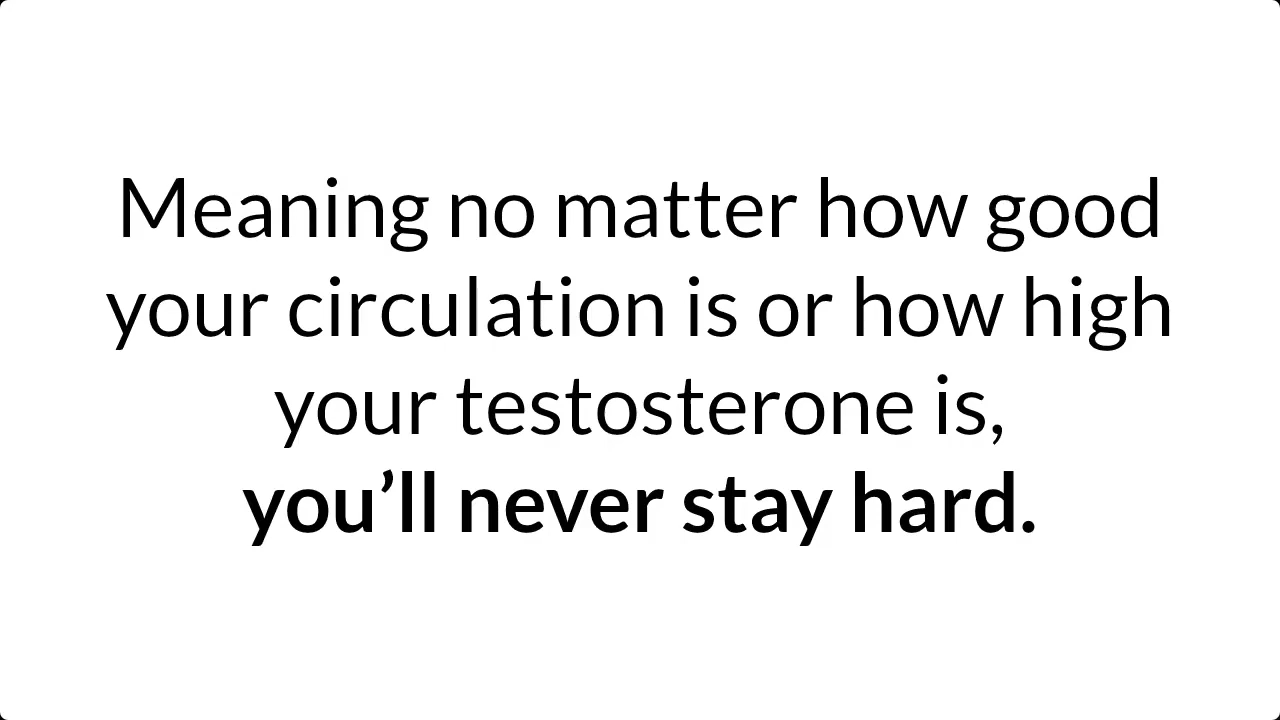 Meaning no matter how good
your circulation is or how high
your testosterone is,
you’ll never stay hard.